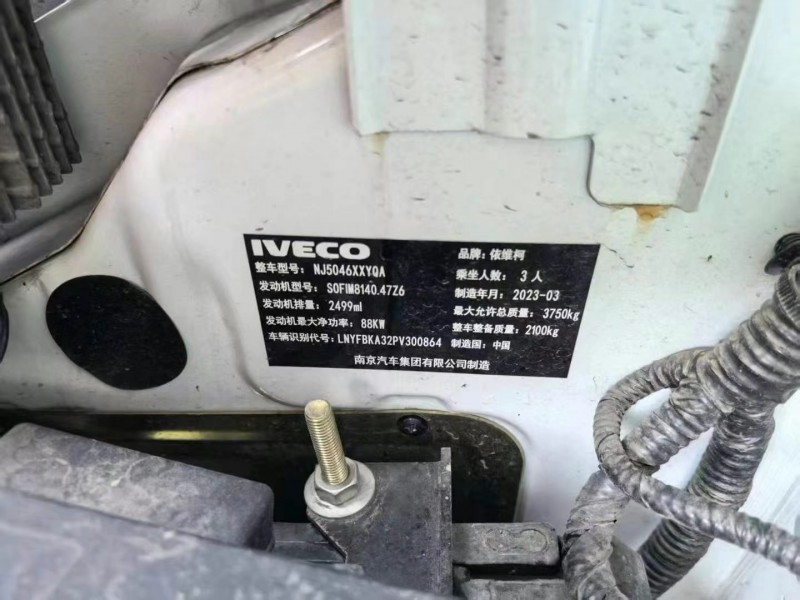 IVECO 品牌：依维柯
整车型号：NJ5046XXYQA 乘坐人数：3人
发动机型号：SOFIM8140.47Z6 制造年月：2023-03
发动机排量：2499ml 最大允许总质量：3750kg
发动机最大净功率：88KW 整车整备质量：2100kg
车辆识别代号：LNYFBKA32PV300864 制造国：中国
南京汽车集团有限公司制造